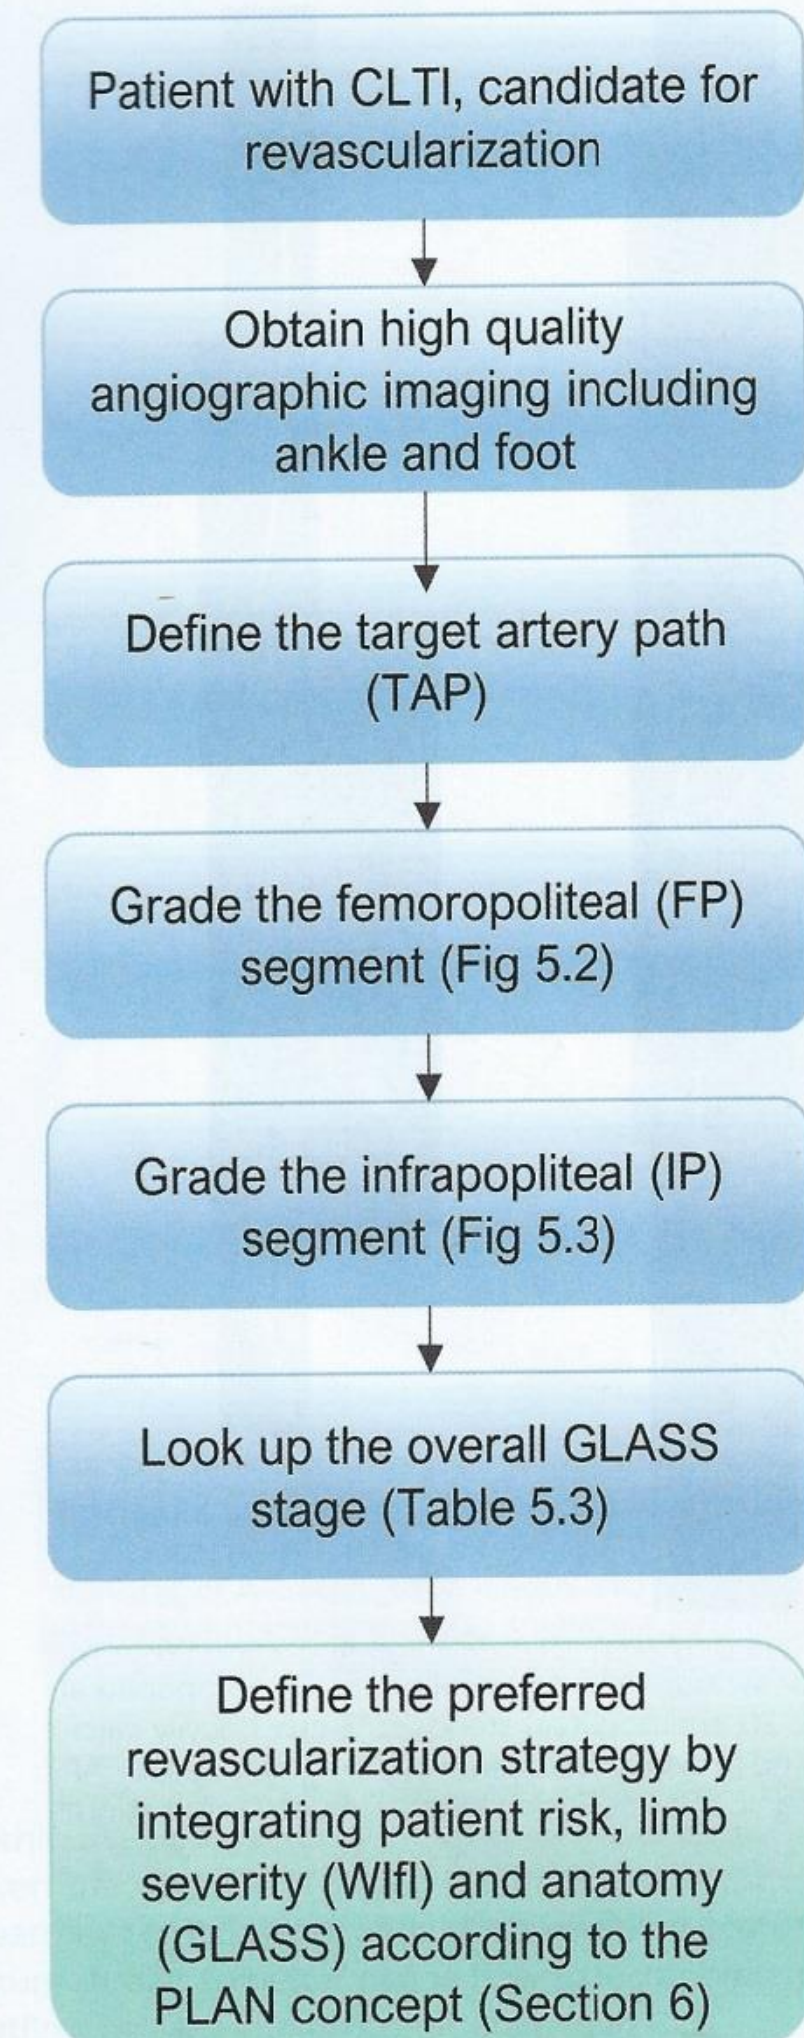 Patient with CLTI, candidate for
revascularization
Obtain high quality
angiographic imaging including
ankle and foot
Define the target artery path
(TAP)
Grade the femoropoliteal (FP)
segment (Fig 5.2)
Grade the infrapopliteal (IP)
segment (Fig 5.3)
Look up the overall GLASS
stage (Table 5.3)
Define the preferred
revascularization strategy by
integrating patient risk, limb
severity (WIfI) and anatomy
(GLASS) according to the
PLAN concept (Section 6)